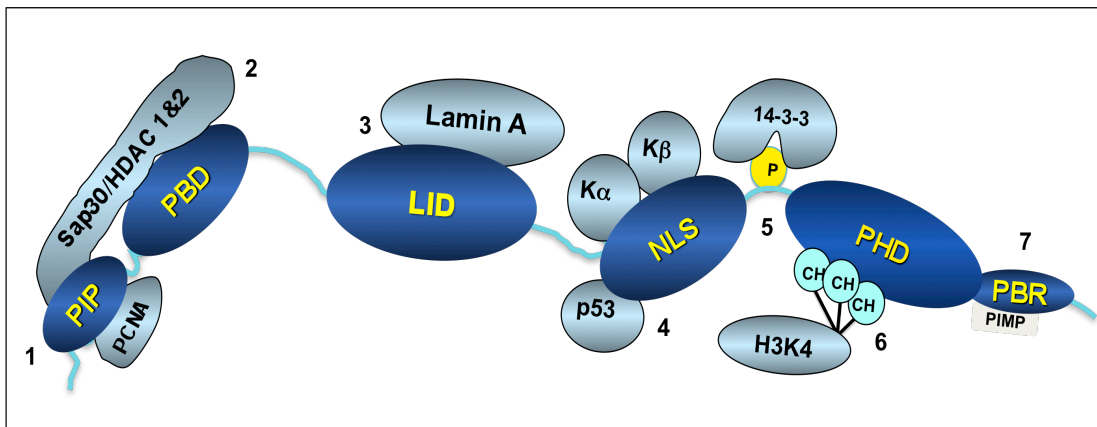 2
Sap30/HDAC 1&2
PBD
PIP
PCNA
1
3
Lamin A
LID
Kβ
Kα
NLS
p53
4
14-3-3
P
5
PHD
CH
CH
CH
H3K4
6
7
PBR
PIMP